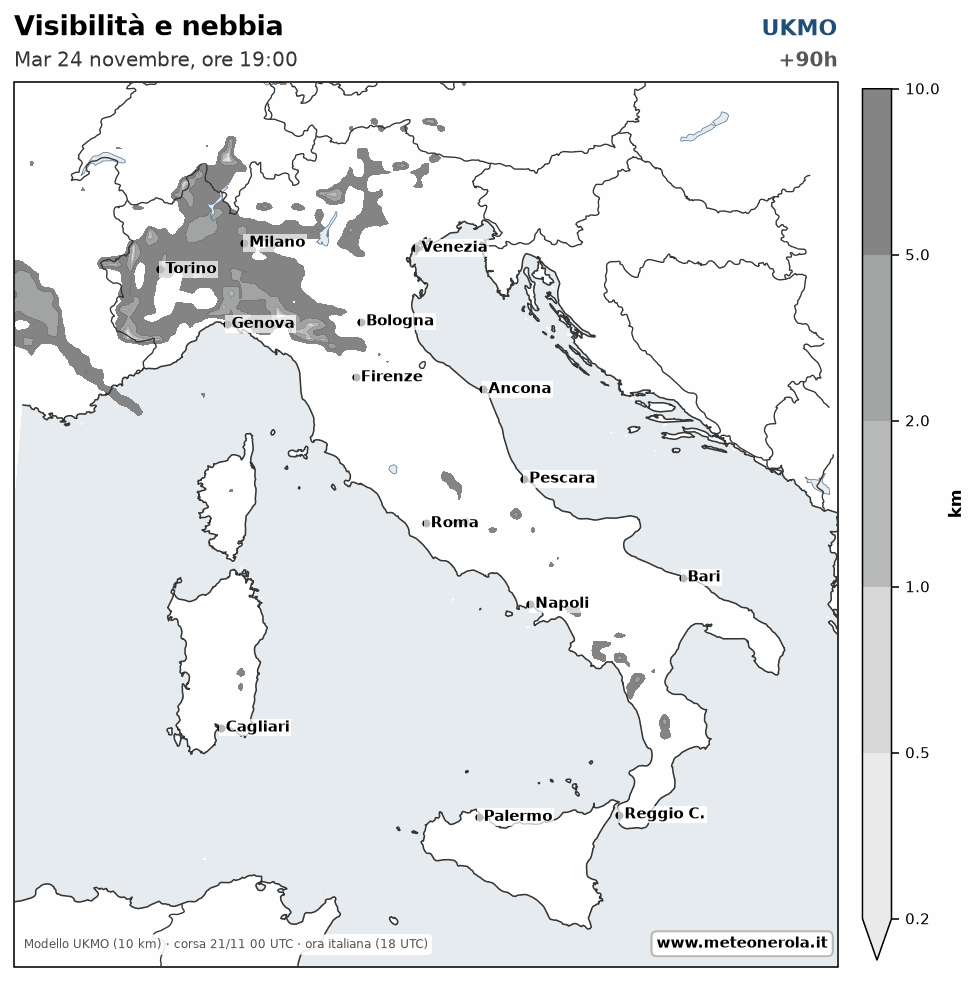 Visibilità e nebbia
UKMO
Mar 24 novembre, ore 19:00
+90h
10.0
5.0
2.0
1.0
0.5
0.2
km
Milano
Venezia
Torino
Genova
Bologna
Firenze
Ancona
Pescara
Roma
Bari
Napoli
Cagliari
Palermo
Reggio C.
Modello UKMO (10 km) · corsa 21/11 00 UTC · ora italiana (18 UTC)
www.meteonerola.it